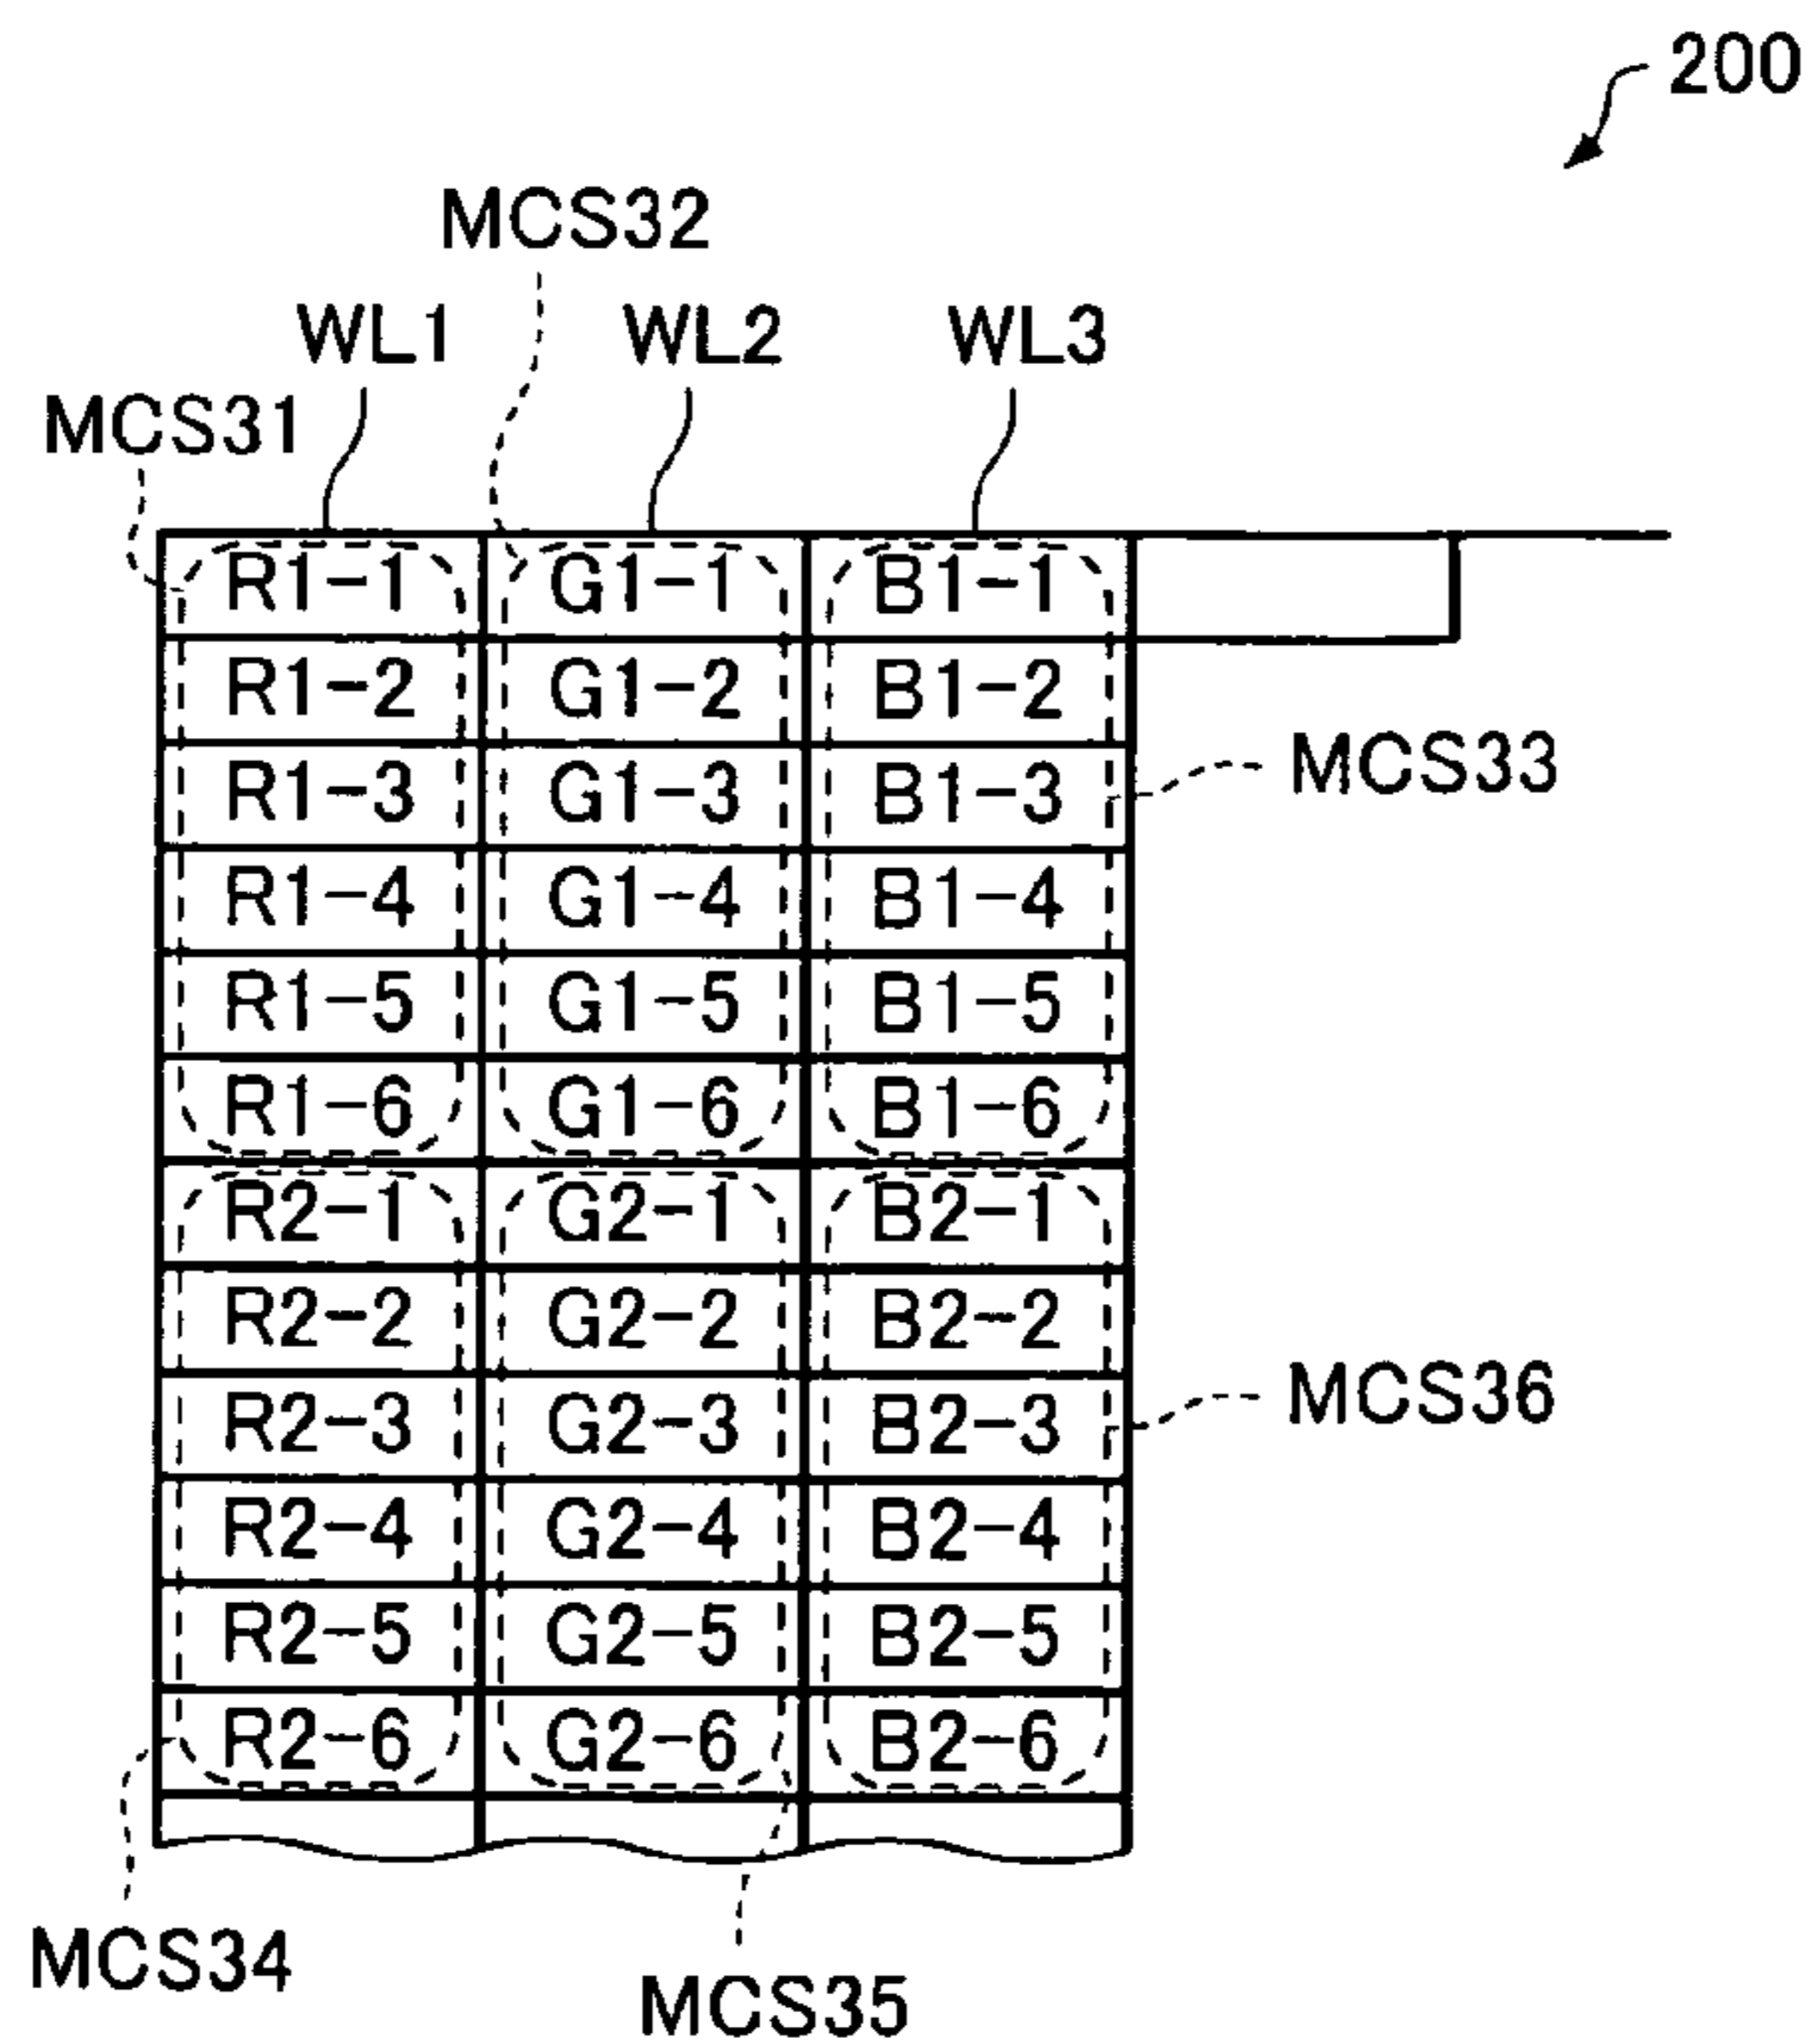 200
MCS32
WL1 WL2 WL3
MCS31
R1-1 G1-1 B1-1
R1-2 G1-2 B1-2
MCS33
R1-3 G1-3 B1-3
R1-4 G1-4 B1-4
R1-5 G1-5 B1-5
R1-6 G1-6 B1-6
R2-1 G2-1 B2-1
R2-2 G2-2 B2-2
MCS36
R2-3 G2-3 B2-3
R2-4 G2-4 B2-4
R2-5 G2-5 B2-5
R2-6 G2-6 B2-6
MCS34
MCS35